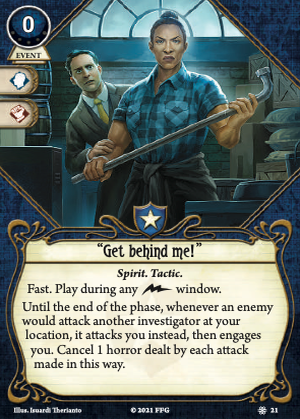 0
EVENT
“Get behind me!”
Spirit. Tactic.
Fast. Play during any window.
Until the end of the phase, whenever an enemy
would attack another investigator at your
location, it attacks you instead, then engages
you. Cancel 1 horror dealt by each attack
made in this way.
Illus. Isuardi Therianto
© 2021 FFG
21